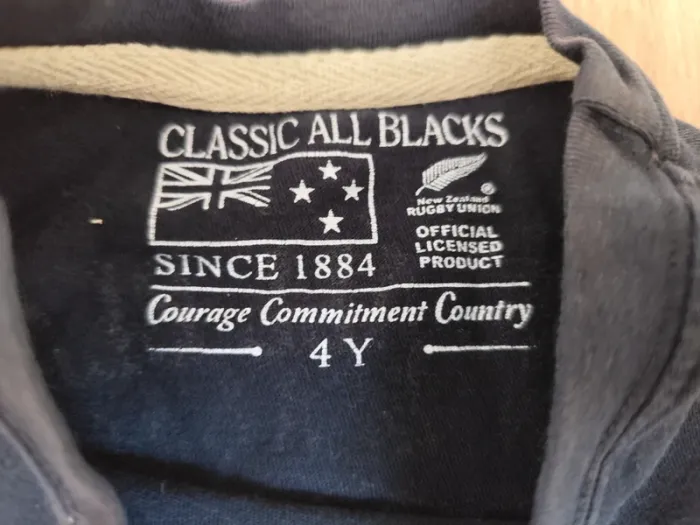 CLASSIC ALL BLACKS
New Zealand
RUGBY UNION
OFFICIAL
LICENSED
PRODUCT
SINCE 1884
Courage Commitment Country
4 Y